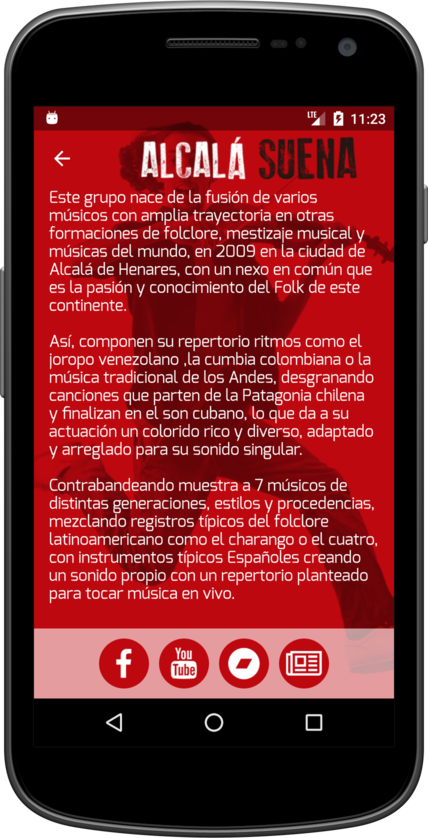 LTE 11:23
ALCALÁ SUENA
Este grupo nace de la fusión de varios
músicos con amplia trayectoria en otras
formaciones de folclore, mestizaje musical y
músicas del mundo, en 2009 en la ciudad de
Alcalá de Henares, con un nexo en común que
es la pasión y conocimiento del Folk de este
continente.
Así, componen su repertorio ritmos como el
joropo venezolano ,la cumbia colombiana o la
música tradicional de los Andes, desgranando
canciones que parten de la Patagonia chilena
y finalizan en el son cubano, lo que da a su
actuación un colorido rico y diverso, adaptado
y arreglado para su sonido singular.
Contrabandeando muestra a 7 músicos de
distintas generaciones, estilos y procedencias,
mezclando registros típicos del folclore
latinoamericano como el charango o el cuatro,
con instrumentos típicos Españoles creando
un sonido propio con un repertorio planteado
para tocar música en vivo.
f
You
Tube